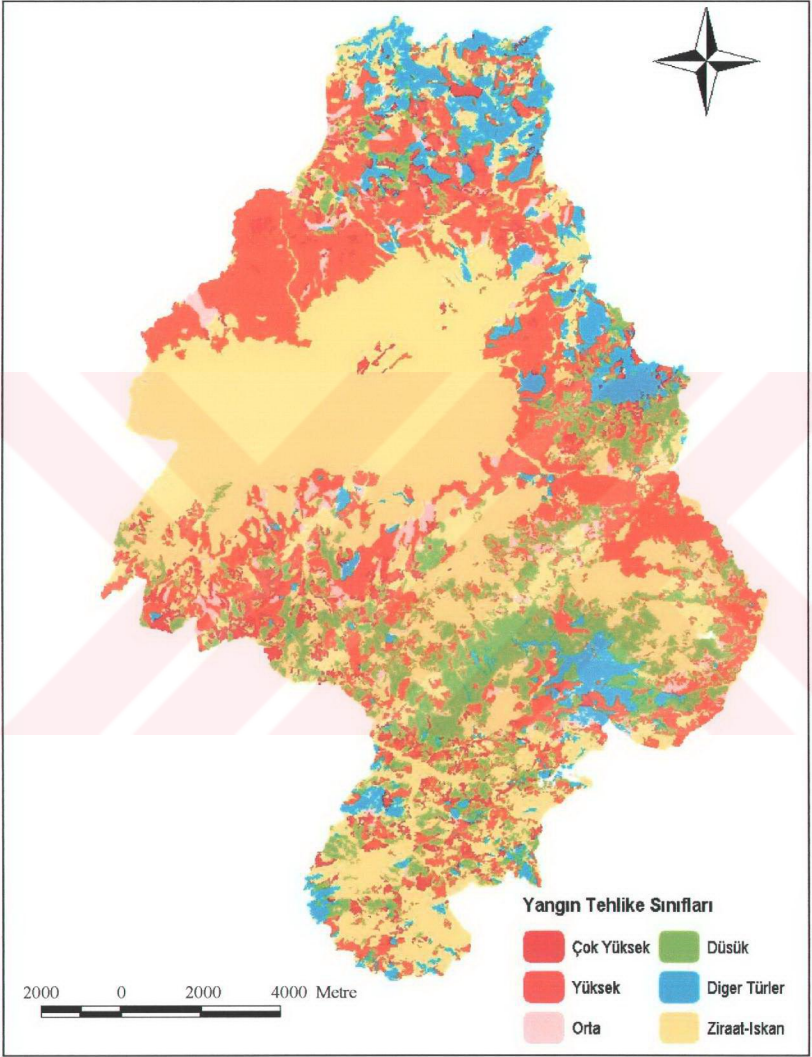 Yangın Tehlike Sınıfları
Çok Yüksek
Düsük
Yüksek
Diger Türler
Orta
Ziraat-Iskan
2000 0 2000 4000 Metre